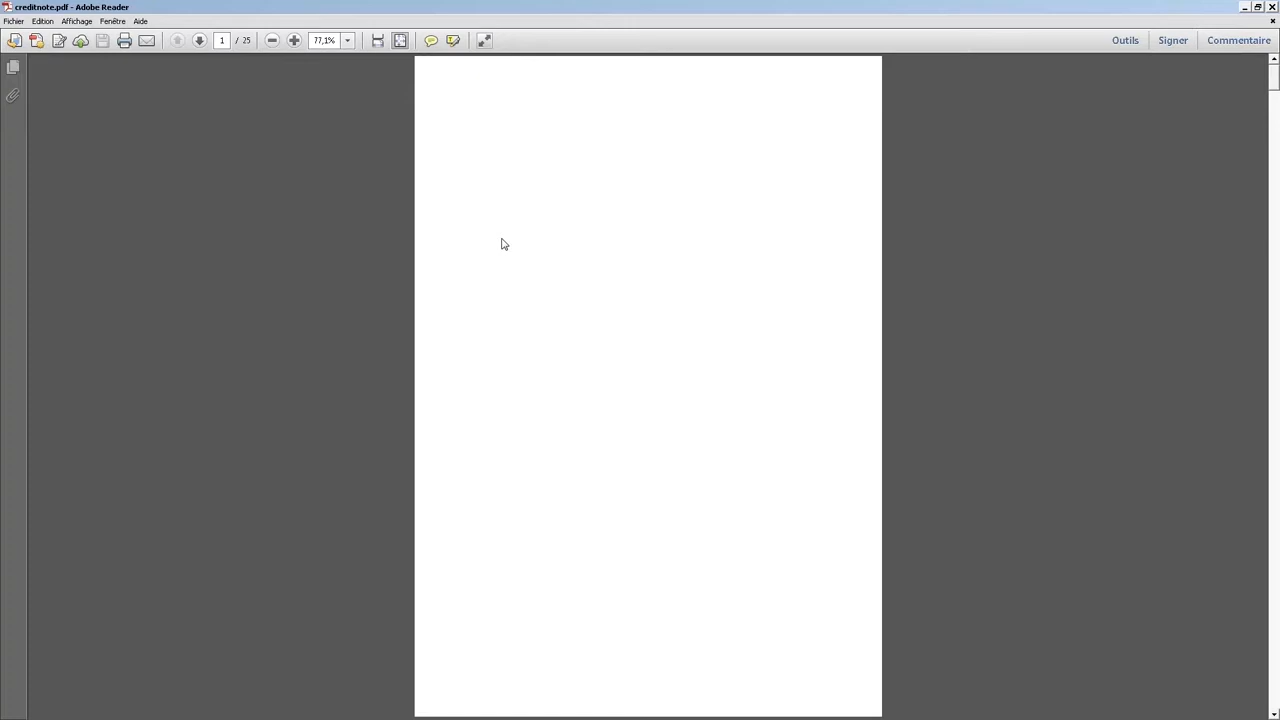 creditnote.pdf - Adobe Reader
Fichier Edition Affichage Fenêtre Aide
1 / 25 77,1% Outils Signer Commentaire